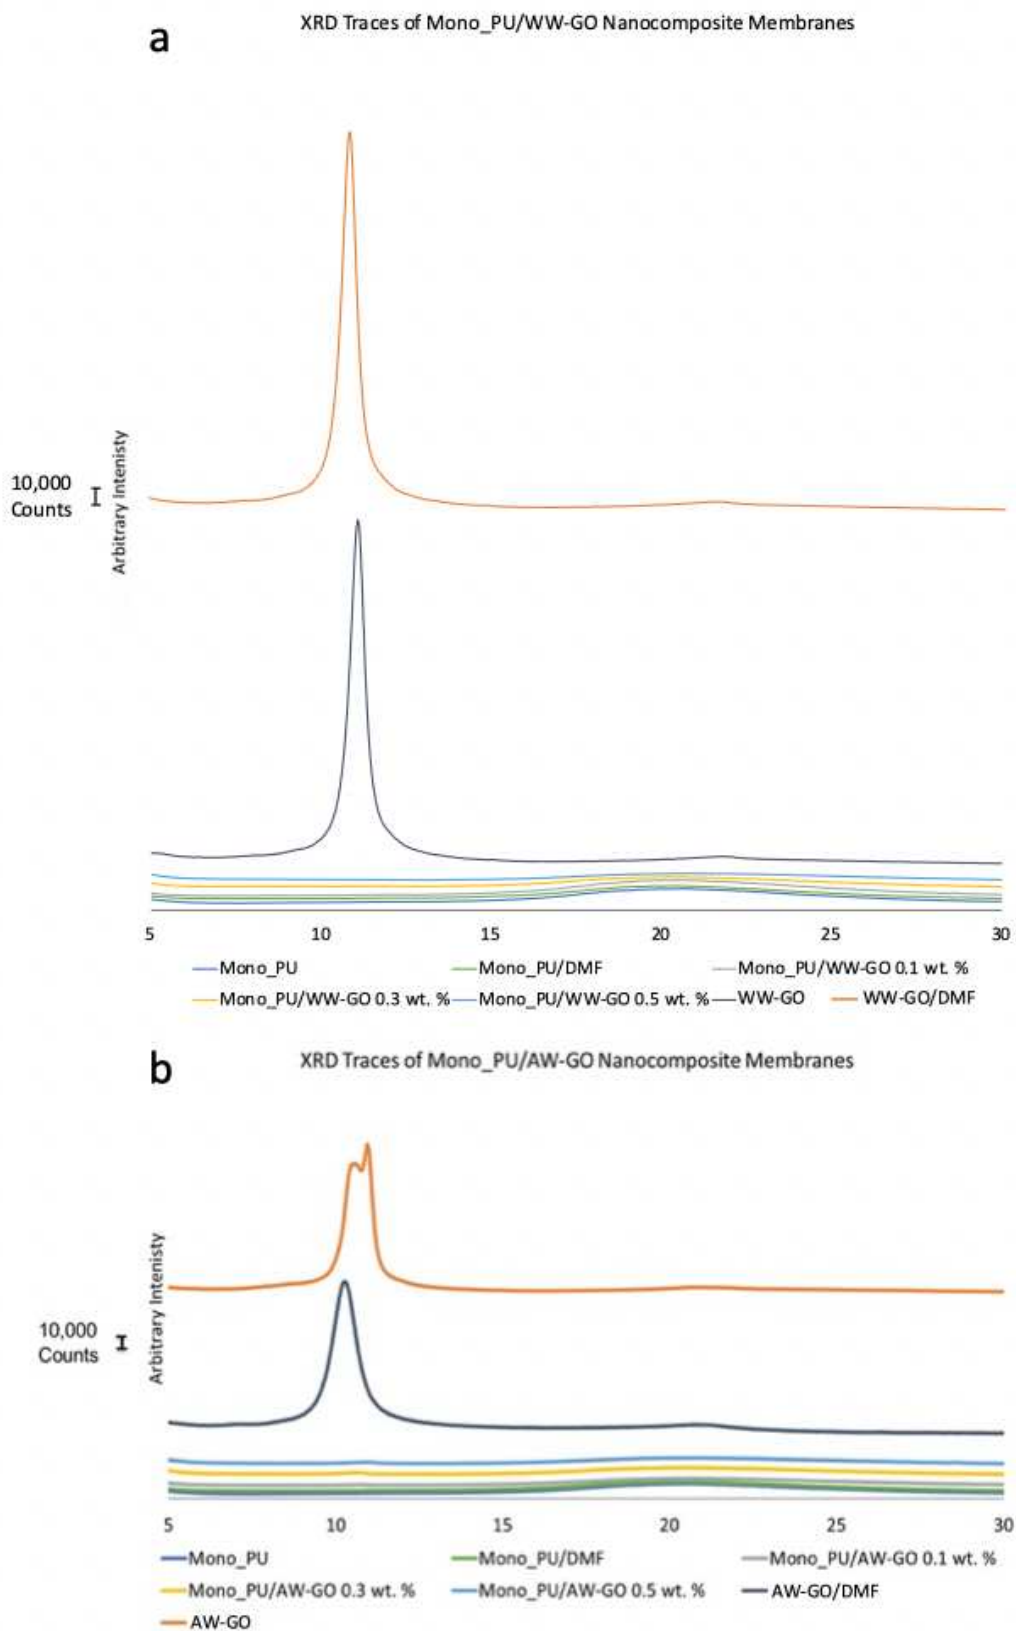 a
XRD Traces of Mono_PU/WW-GO Nanocomposite Membranes
10,000
Counts
Arbitrary Intenisty
5 10 15 20 25 30
Mono_PU Mono_PU/DMF Mono_PU/WW-GO 0.1 wt. %
Mono_PU/WW-GO 0.3 wt. % Mono_PU/WW-GO 0.5 wt. % WW-GO WW-GO/DMF
b
XRD Traces of Mono_PU/AW-GO Nanocomposite Membranes
10,000
Counts
Arbitrary Intenisty
5 10 15 20 25 30
Mono_PU Mono_PU/DMF Mono_PU/AW-GO 0.1 wt. %
Mono_PU/AW-GO 0.3 wt. % Mono_PU/AW-GO 0.5 wt. % AW-GO/DMF
AW-GO